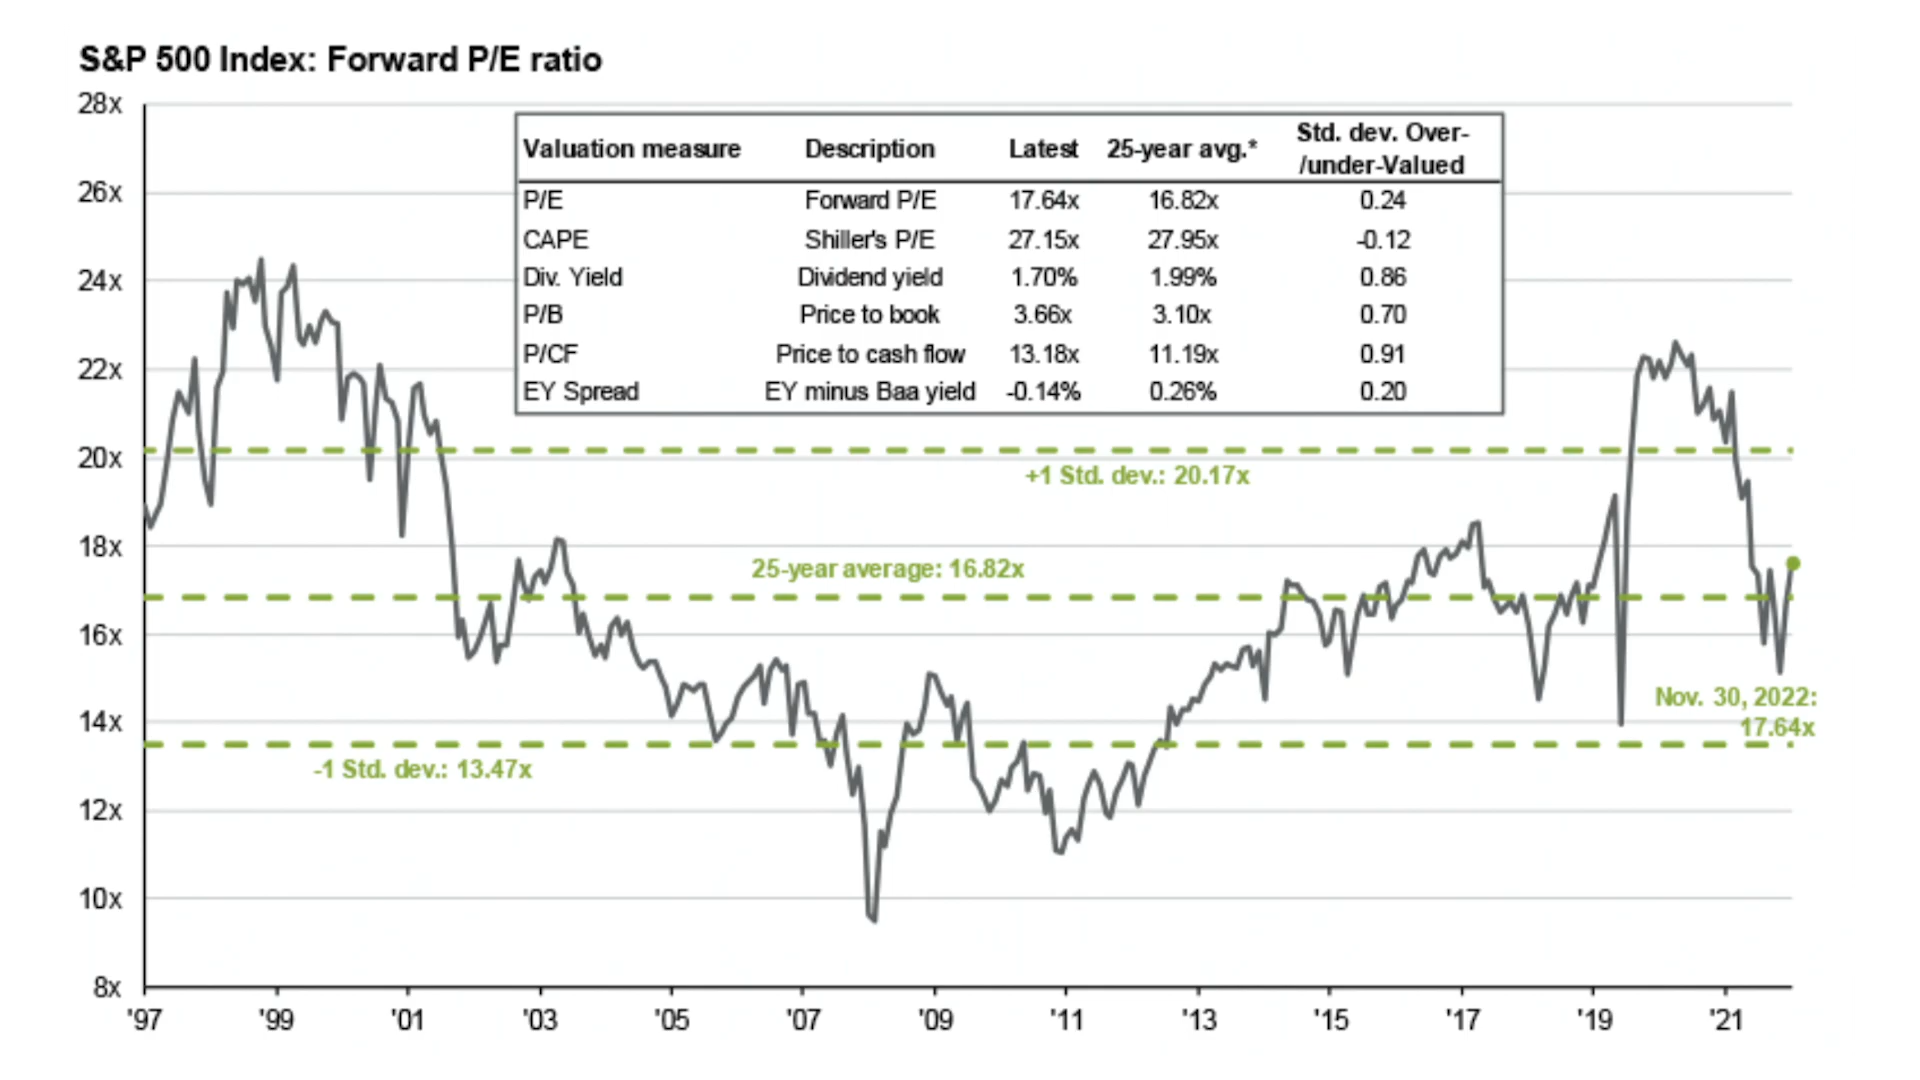 S&P 500 Index: Forward P/E ratio
28x
26x
24x
22x
20x
18x
16x
14x
12x
10x
8x
Valuation measure Description Latest 25-year avg.* Std. dev. Over-
/under-Valued
P/E Forward P/E 17.64x 16.82x 0.24
CAPE Shiller's P/E 27.15x 27.95x -0.12
Div. Yield Dividend yield 1.70% 1.99% 0.86
P/B Price to book 3.66x 3.10x 0.70
P/CF Price to cash flow 13.18x 11.19x 0.91
EY Spread EY minus Baa yield -0.14% 0.26% 0.20
+1 Std. dev.: 20.17x
25-year average: 16.82x
Nov. 30, 2022:
17.64x
-1 Std. dev.: 13.47x
'97 '99 '01 '03 '05 '07 '09 '11 '13 '15 '17 '19 '21